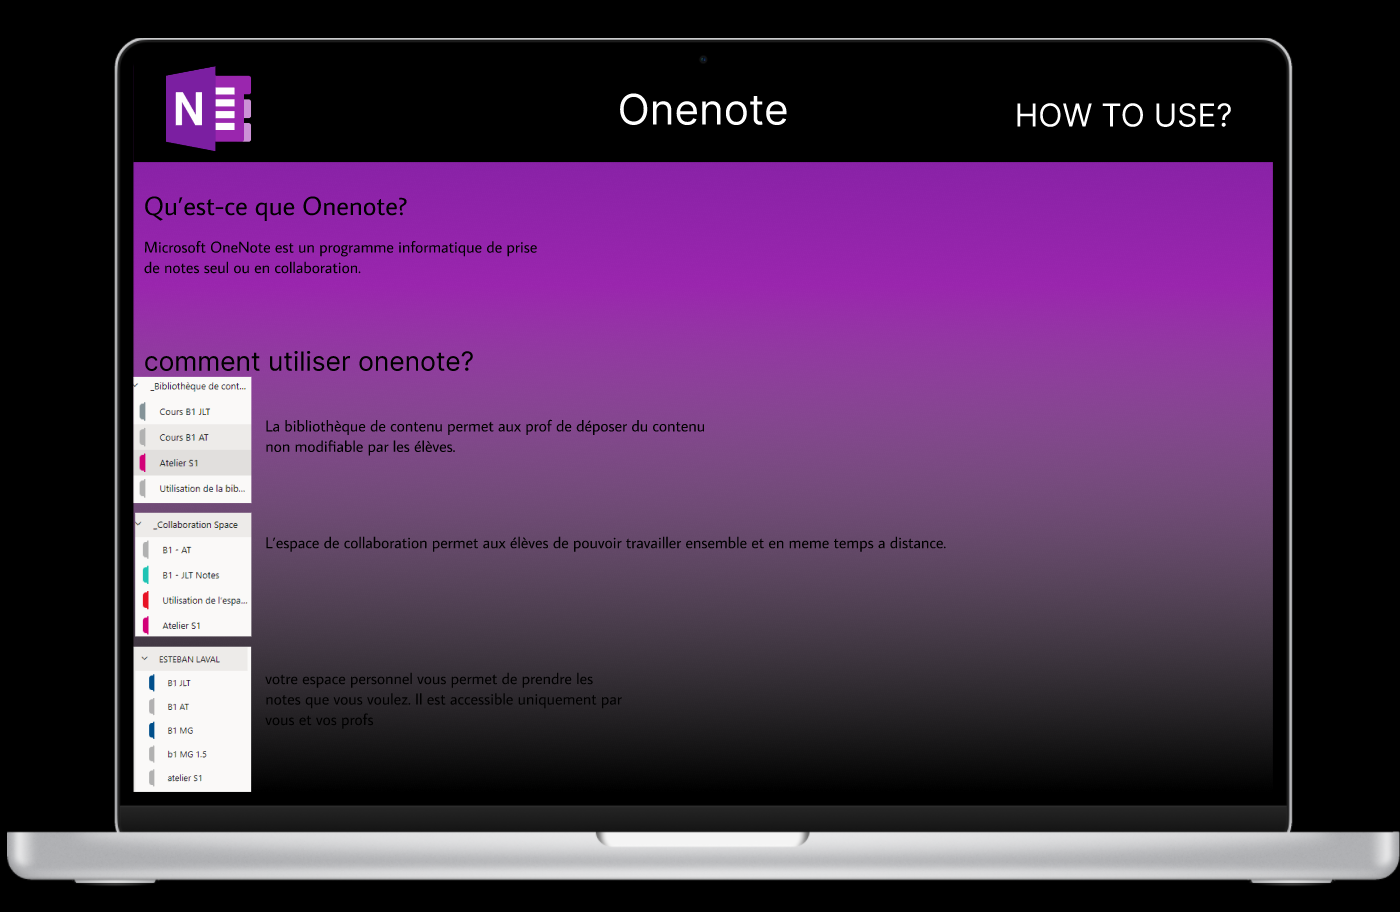 N
Onenote
HOW TO USE?
Qu'est-ce que Onenote?
Microsoft OneNote est un programme informatique de prise
de notes seul ou en collaboration.
comment utiliser onenote?
_Bibliothèque de cont...
Cours B1 JLT
Cours B1 AT
Atelier S1
Utilisation de la bib...
La bibliothèque de contenu permet aux prof de déposer du contenu
non modifiable par les élèves.
_Collaboration Space
B1 - AT
B1 - JLT Notes
Utilisation de l'espa...
Atelier S1
L'espace de collaboration permet aux élèves de pouvoir travailler ensemble et en meme temps a distance.
ESTEBAN LAVAL
B1 JLT
B1 AT
B1 MG
b1 MG 1.5
atelier S1
votre espace personnel vous permet de prendre les
notes que vous voulez. Il est accessible uniquement par
vous et vos profs